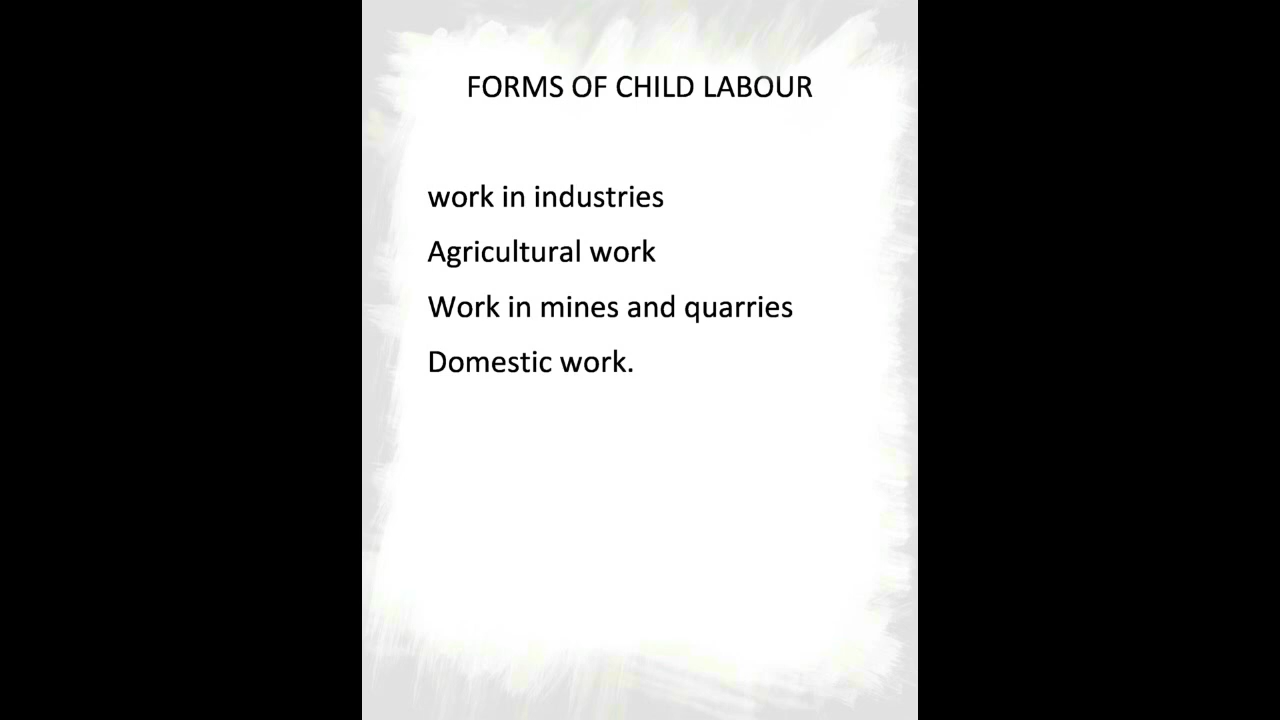 FORMS OF CHILD LABOUR
work in industries
Agricultural work
Work in mines and quarries
Domestic work.